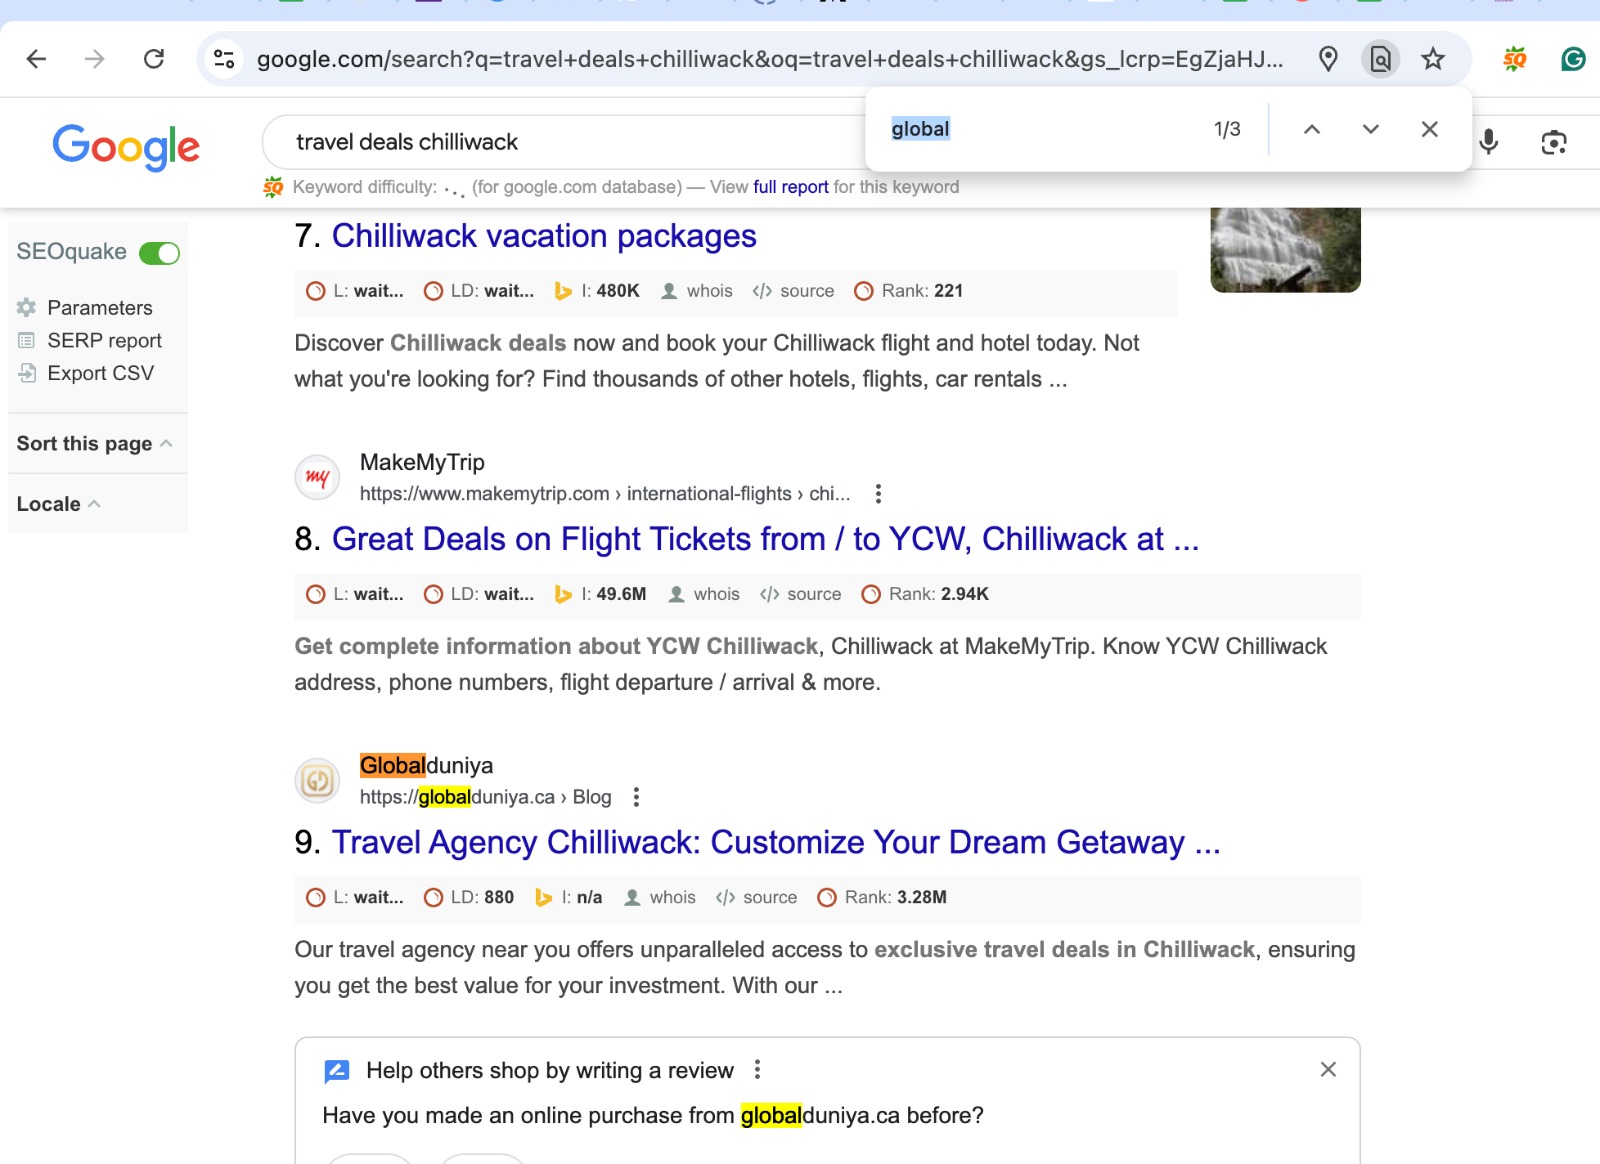 google.com/search?q=travel+deals+chilliwack&oq=travel+deals+chilliwack&gs_lcrp=EgZjaHJ...
SQ
G
global
1/3
Google
travel deals chilliwack
SQ Keyword difficulty: (for google.com database) — View full report for this keyword
SEOquake
Parameters
SERP report
Export CSV
Sort this page
Locale
7. Chilliwack vacation packages
L: wait... LD: wait... I: 480K whois </> source Rank: 221
Discover Chilliwack deals now and book your Chilliwack flight and hotel today. Not
what you're looking for? Find thousands of other hotels, flights, car rentals ...
my
MakeMyTrip
https://www.makemytrip.com › international-flights › chi...
8. Great Deals on Flight Tickets from / to YCW, Chilliwack at ...
L: wait... LD: wait... I: 49.6M whois </> source Rank: 2.94K
Get complete information about YCW Chilliwack, Chilliwack at MakeMyTrip. Know YCW Chilliwack
address, phone numbers, flight departure / arrival & more.
GD
Globalduniya
https://globalduniya.ca › Blog
9. Travel Agency Chilliwack: Customize Your Dream Getaway ...
L: wait... LD: 880 I: n/a whois </> source Rank: 3.28M
Our travel agency near you offers unparalleled access to exclusive travel deals in Chilliwack, ensuring
you get the best value for your investment. With our ...
Help others shop by writing a review
Have you made an online purchase from globalduniya.ca before?